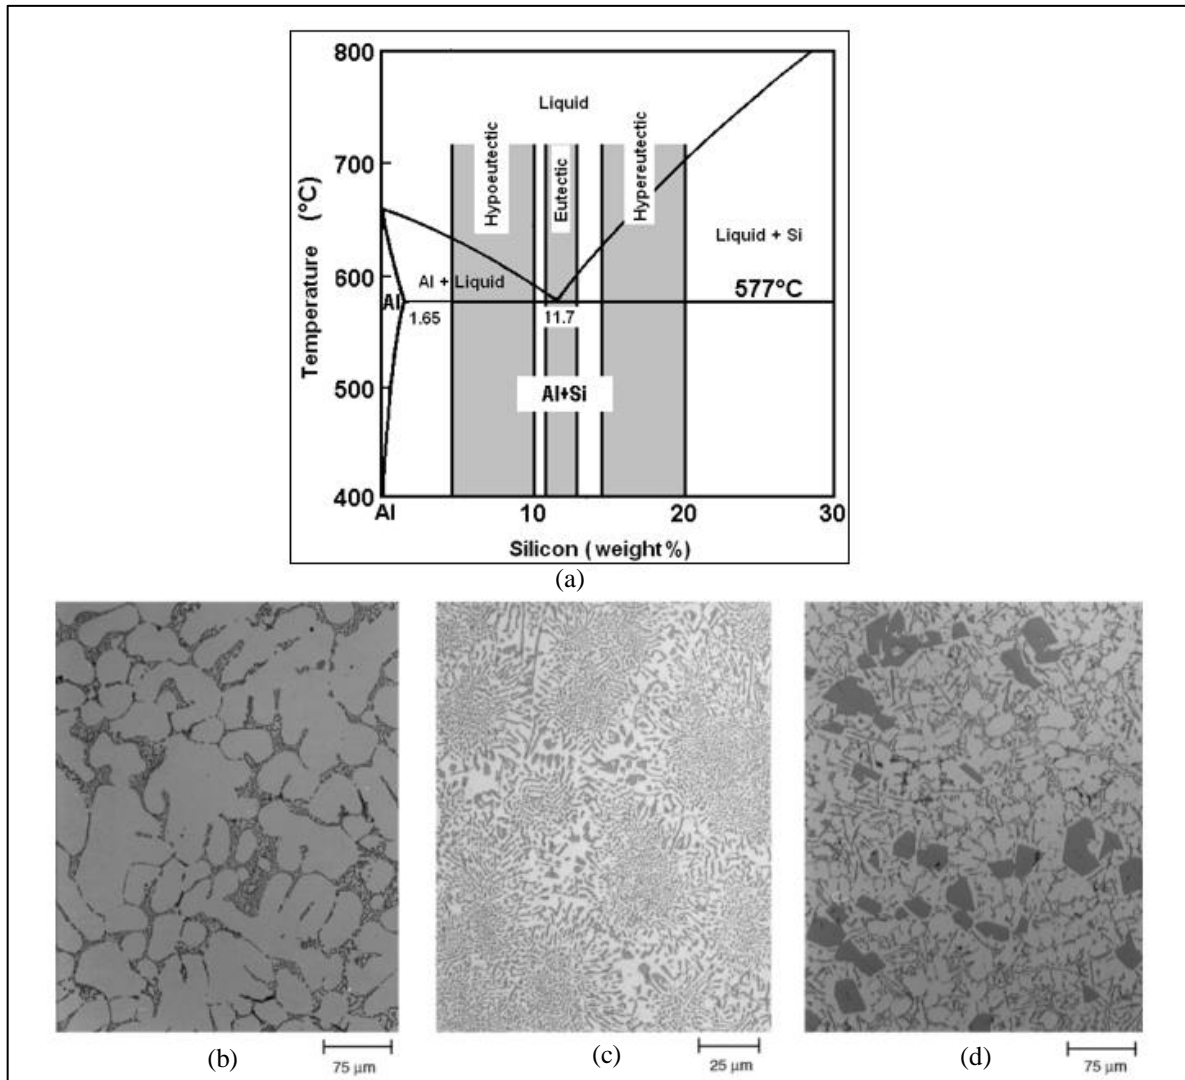 800
Liquid
Hypoeutectic
Eutectic
Hypereutectic
700
Temperature (°C)
Liquid + Si
600
Al + Liquid
577°C
Al
1.65
11.7
500
Al+Si
400
Al
10
20
30
Silicon (weight%)
(a)
(b)
75 µm
(c)
25 µm
(d)
75 µm